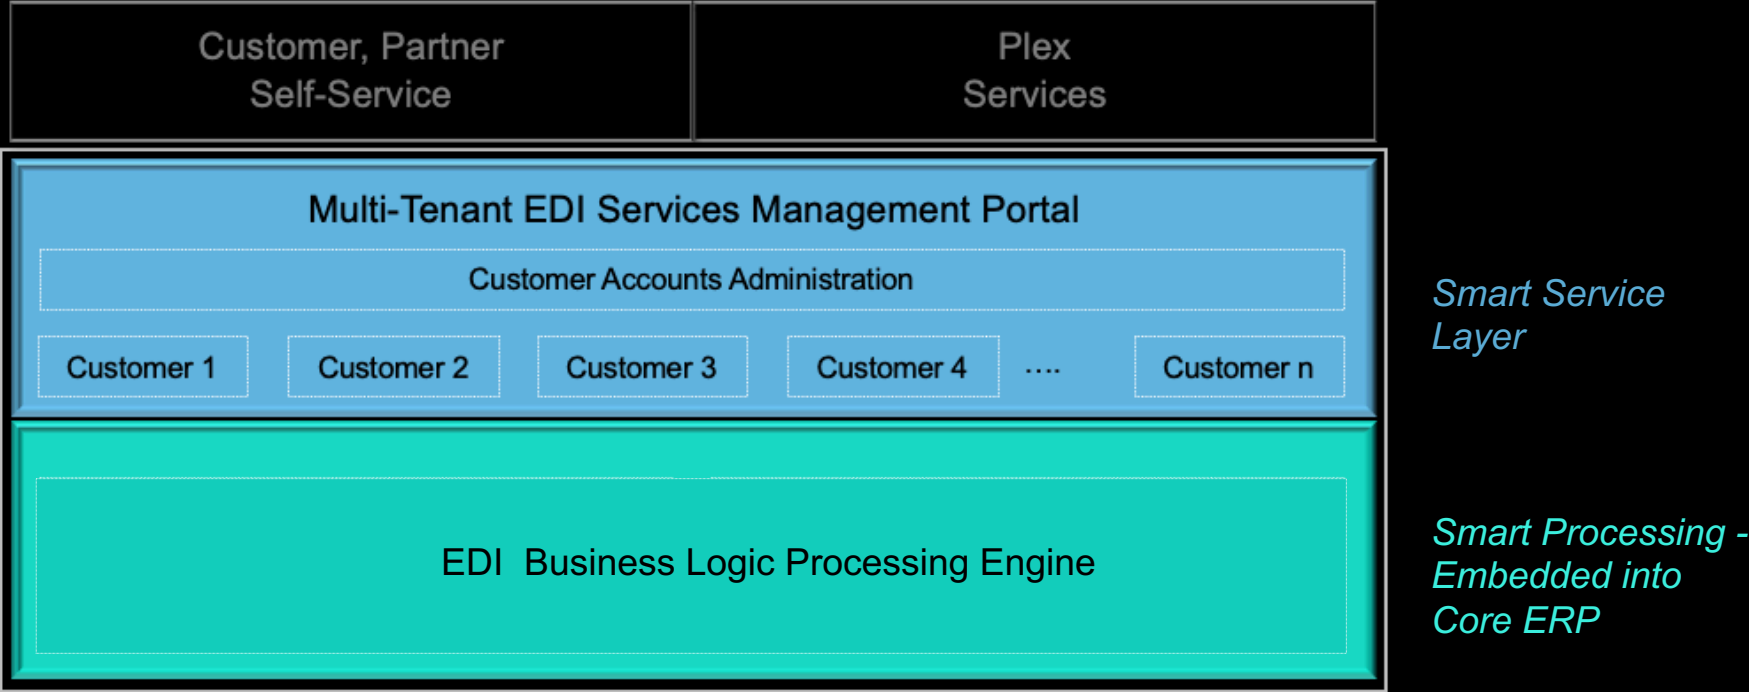 Customer, Partner
Self-Service
Plex
Services
Multi-Tenant EDI Services Management Portal
Customer Accounts Administration
Customer 1
Customer 2
Customer 3
Customer 4
....
Customer n
Smart Service
Layer
EDI  Business Logic Processing Engine
Smart Processing -
Embedded into
Core ERP